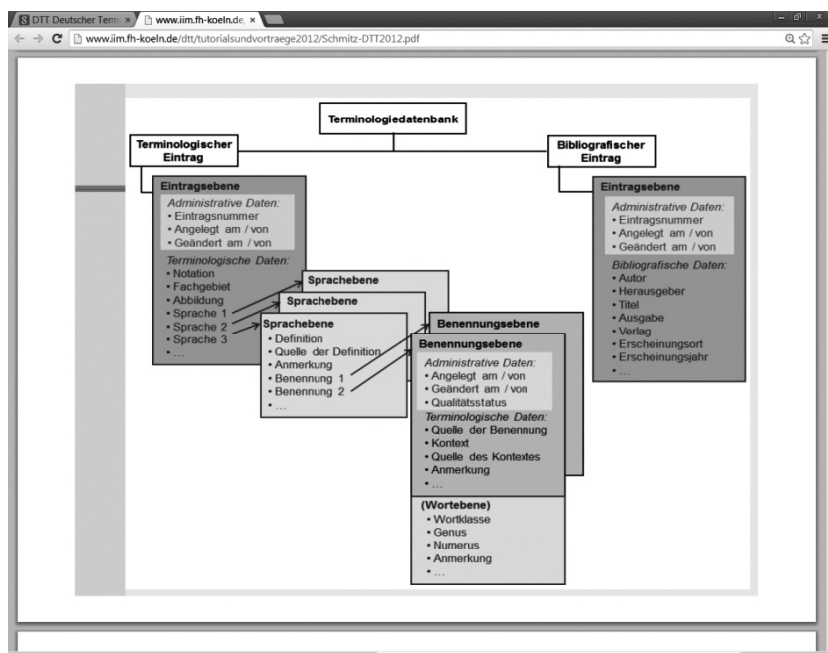 DTT Deutscher Term
www.iim.fh-koeln.de
www.iim.fh-koeln.de/dtt/tutorialsundvortraege2012/Schmitz-DTT2012.pdf
Terminologiedatenbank
Terminologischer
Eintrag
Bibliografischer
Eintrag
Eintragsebene
Administrative Daten:
• Eintragsnummer
• Angelegt am / von
• Geändert am / von
Terminologische Daten:
• Notation
• Fachgebiet
• Abbildung
• Sprache 1
• Sprache 2
• Sprache 3
• ...
Sprachebene
Sprachebene
Sprachebene
• Definition
• Quelle der Definition
• Anmerkung
• Benennung 1
• Benennung 2
• ...
Benennungsebene
Benennungsebene
Administrative Daten:
• Angelegt am / von
• Geändert am / von
• Qualitätsstatus
Terminologische Daten:
• Quelle der Benennung
• Kontext
• Quelle des Kontextes
• Anmerkung
• ...
(Wortebene)
• Wortklasse
• Genus
• Numerus
• Anmerkung
• ...
Eintragsebene
Administrative Daten:
• Eintragsnummer
• Angelegt am / von
• Geändert am / von
Bibliografische Daten:
• Autor
• Herausgeber
• Titel
• Ausgabe
• Verlag
• Erscheinungsort
• Erscheinungsjahr
• ...